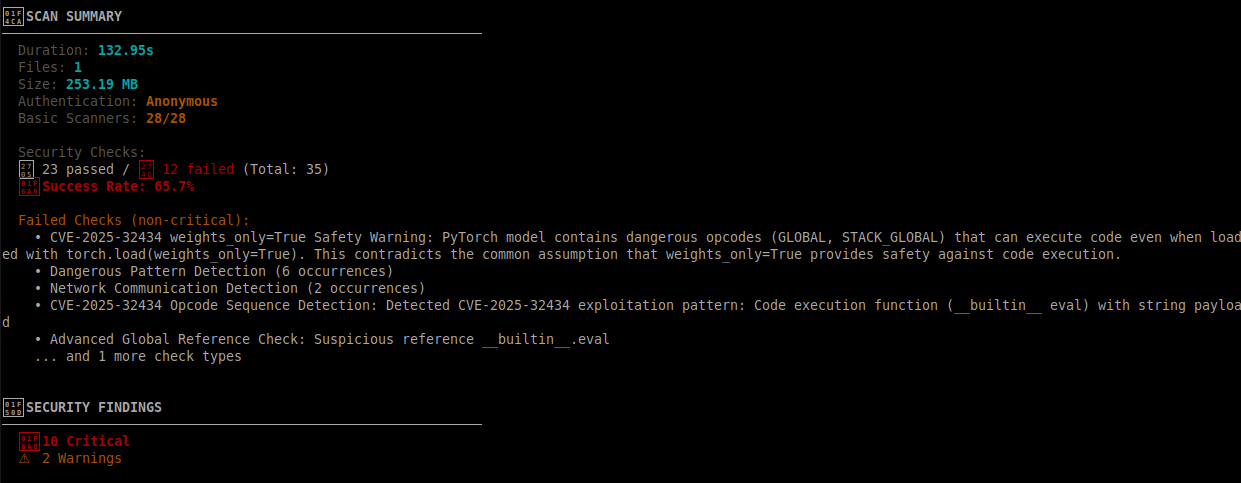 SCAN SUMMARY
Duration: 132.95s
Files: 1
Size: 253.19 MB
Authentication: Anonymous
Basic Scanners: 28/28
Security Checks:
23 passed / 12 failed (Total: 35)
Success Rate: 65.7%
Failed Checks (non-critical):
• CVE-2025-32434 weights_only=True Safety Warning: PyTorch model contains dangerous opcodes (GLOBAL, STACK_GLOBAL) that can execute code even when load
ed with torch.load(weights_only=True). This contradicts the common assumption that weights_only=True provides safety against code execution.
• Dangerous Pattern Detection (6 occurrences)
• Network Communication Detection (2 occurrences)
• CVE-2025-32434 Opcode Sequence Detection: Detected CVE-2025-32434 exploitation pattern: Code execution function (__builtin__ eval) with string payloa
d
• Advanced Global Reference Check: Suspicious reference __builtin__.eval
... and 1 more check types
SECURITY FINDINGS
10 Critical
⚠ 2 Warnings